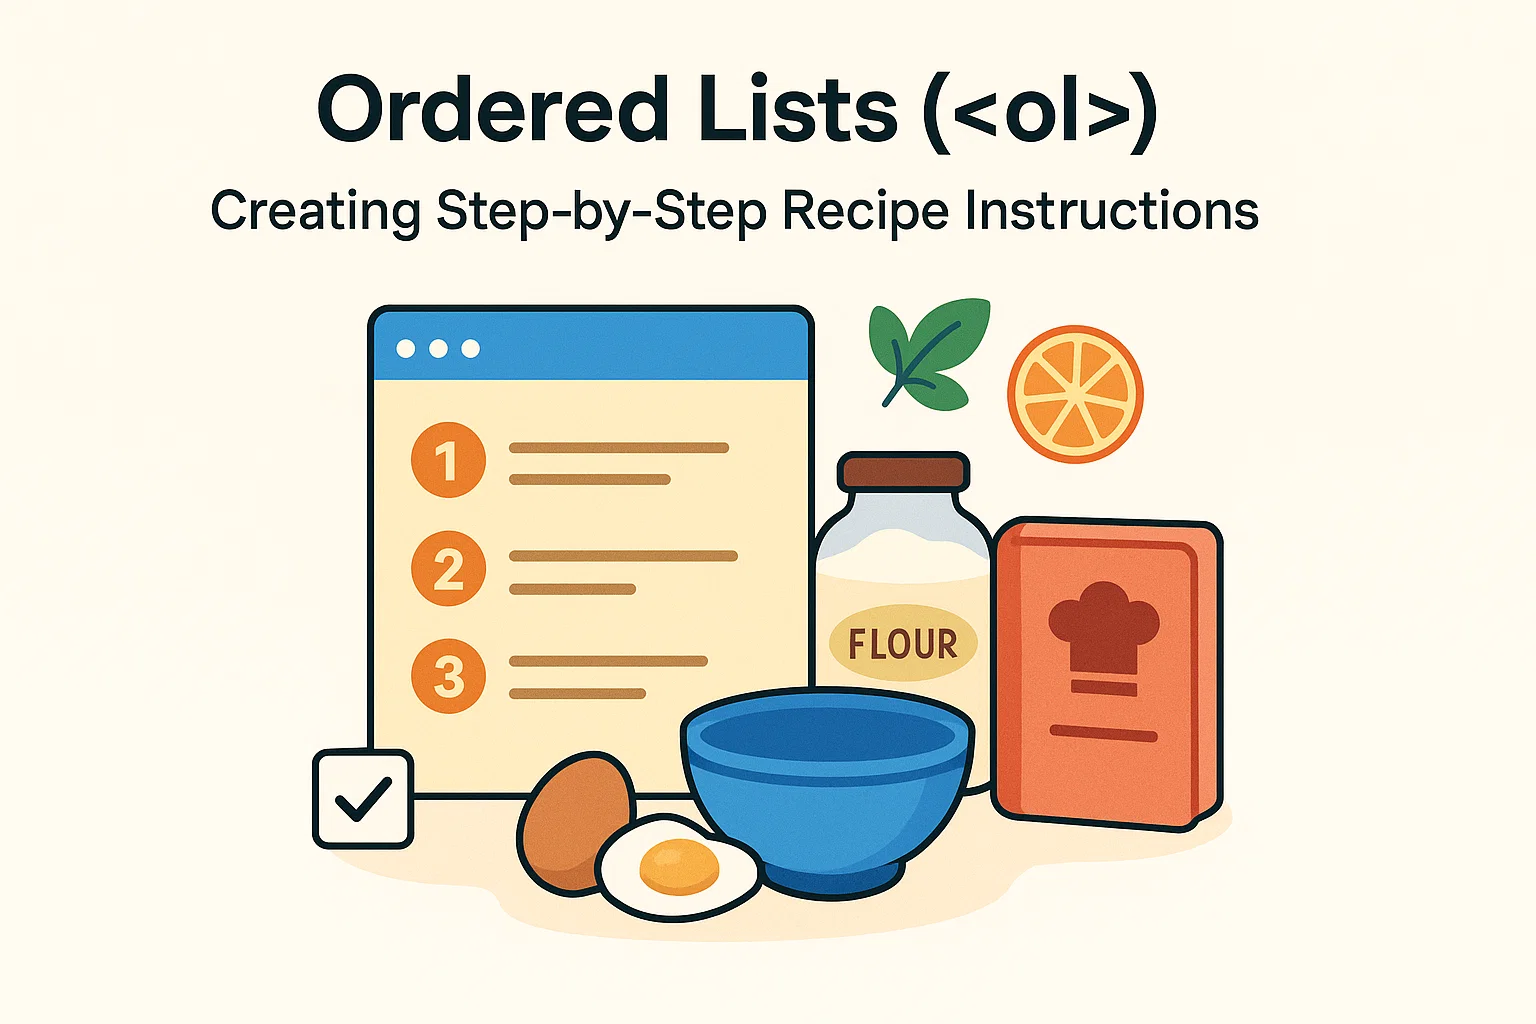 Ordered Lists (<ol>)
Creating Step-by-Step Recipe Instructions
1
2
3
FLOUR